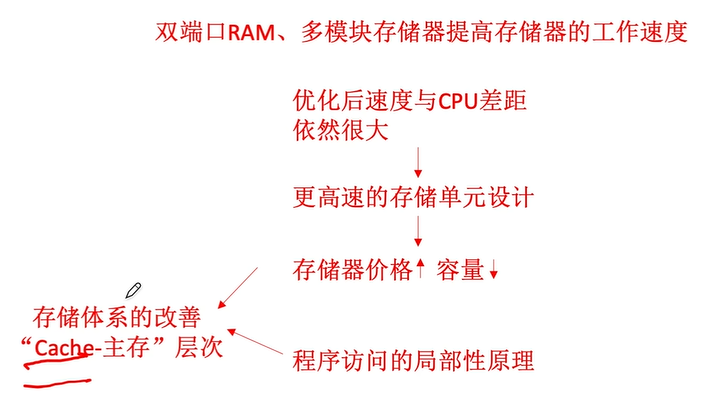 双端口RAM、多模块存储器提高存储器的工作速度
优化后速度与CPU差距
依然很大
更高速的存储单元设计
存储器价格 容量
存储体系的改善
“Cache-主存”层次
程序访问的局部性原理